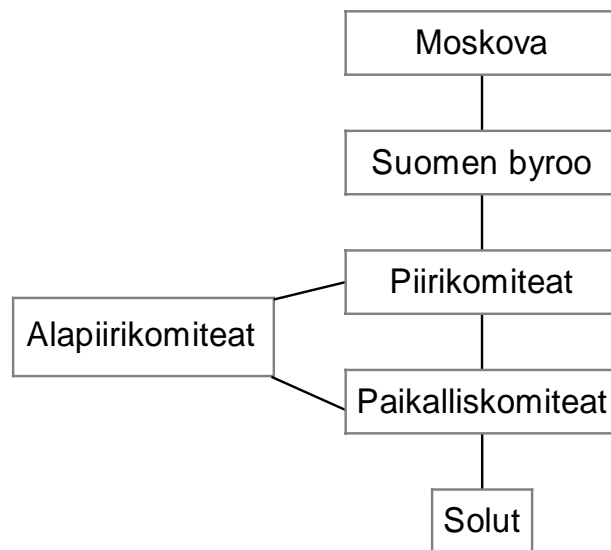 Moskova
Suomen byroo
Piirikomiteat
Alapiirikomiteat
Paikalliskomiteat
Solut